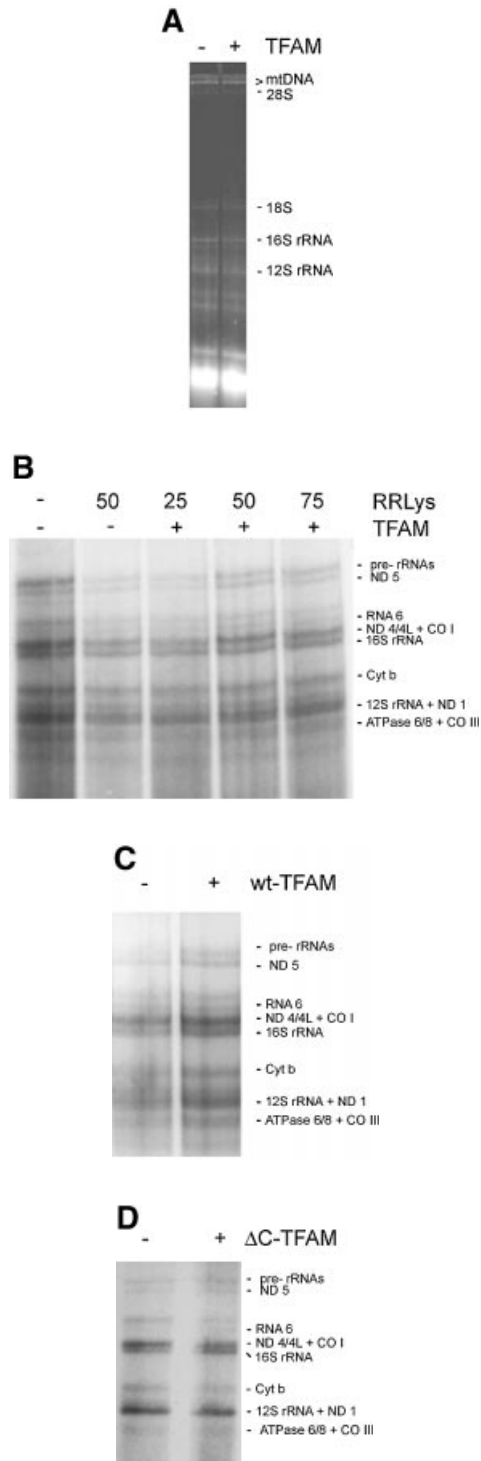 A
- + TFAM
> mtDNA
- 28S
- 18S
- 16S rRNA
- 12S rRNA
B
- 50 25 50 75 RRLys
- - + + + TFAM
- pre- rRNAs
- ND 5
- RNA 6
- ND 4/4L + CO I
- 16S rRNA
- Cyt b
- 12S rRNA + ND 1
- ATPase 6/8 + CO III
C
- + wt-TFAM
- pre- rRNAs
- ND 5
- RNA 6
- ND 4/4L + CO I
- 16S rRNA
- Cyt b
- 12S rRNA + ND 1
- ATPase 6/8 + CO III
D
- + ΔC-TFAM
- pre- rRNAs
- ND 5
- RNA 6
- ND 4/4L + CO I
\ 16S rRNA
- Cyt b
- 12S rRNA + ND 1
- ATPase 6/8 + CO III